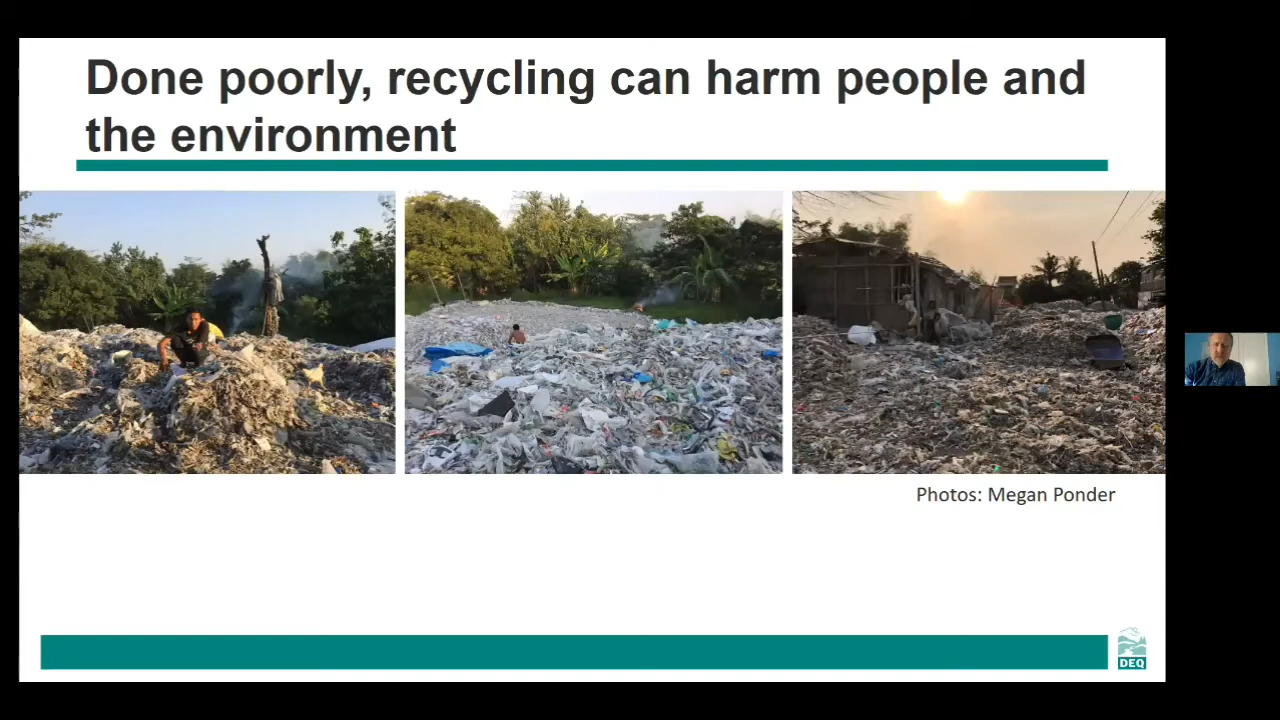 Done poorly, recycling can harm people and
the environment
Photos: Megan Ponder
DEQ